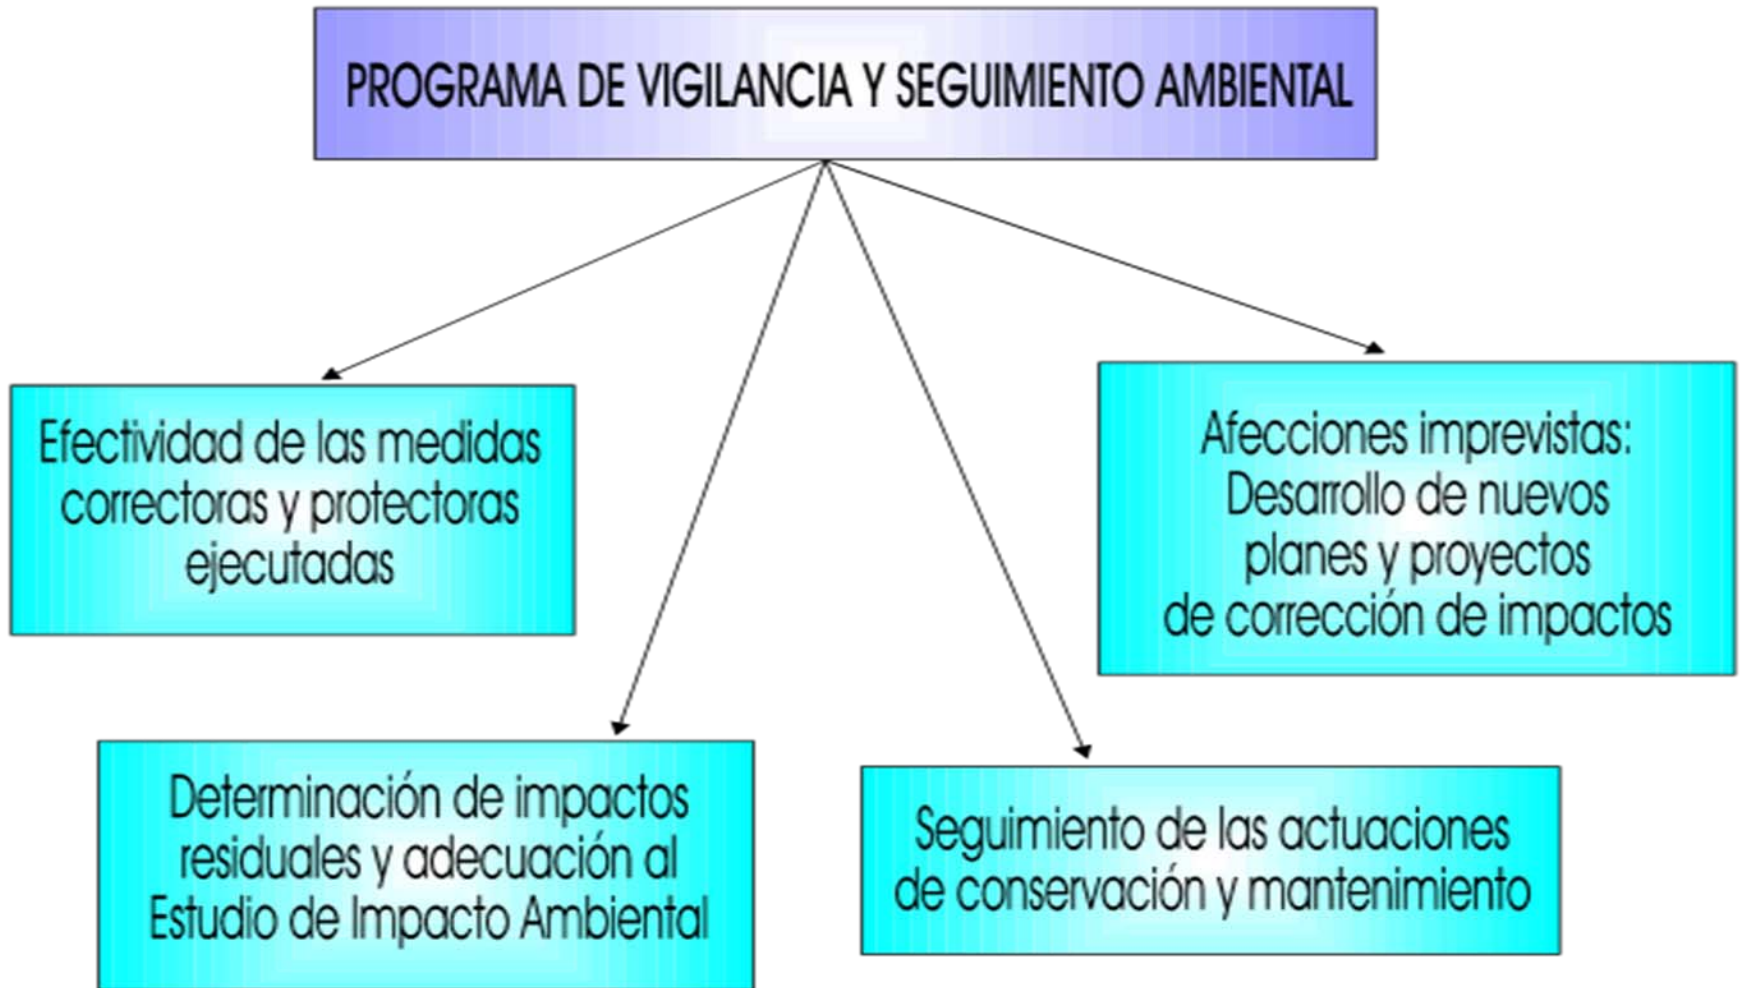 PROGRAMA DE VIGILANCIA Y SEGUIMIENTO AMBIENTAL
Efectividad de las medidas
correctoras y protectoras
ejecutadas
Afecciones imprevistas:
Desarrollo de nuevos
planes y proyectos
de corrección de impactos
Determinación de impactos
residuales y adecuación al
Estudio de Impacto Ambiental
Seguimiento de las actuaciones
de conservación y mantenimiento